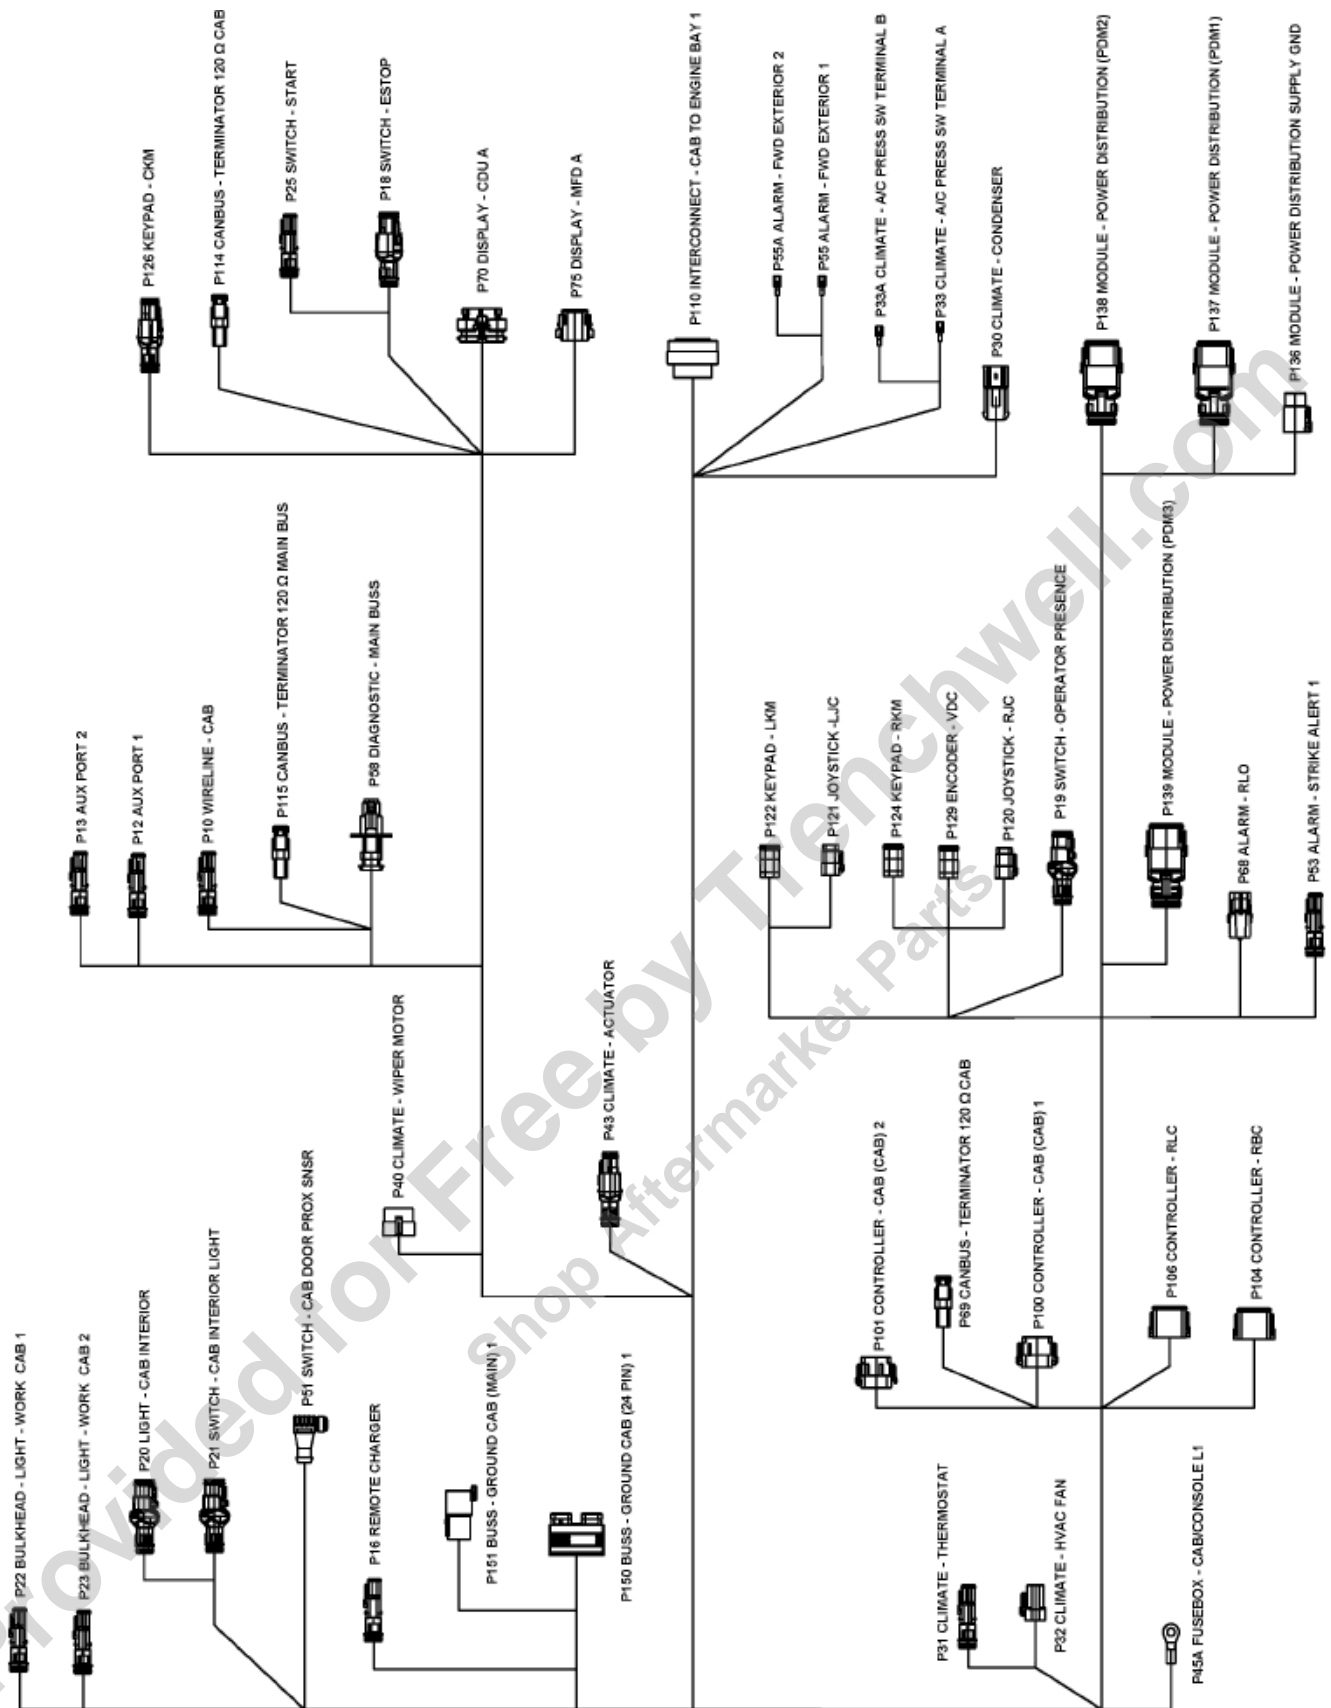 P126 KEYPAD - CKM
P114 CANBUS - TERMINATOR 120 Ω CAB
P25 SWITCH - START
P18 SWITCH - ESTOP
P70 DISPLAY - CDU A
P75 DISPLAY - MFD A
P110 INTERCONNECT - CAB TO ENGINE BAY 1
P55A ALARM - FWD EXTERIOR 2
P55 ALARM - FWD EXTERIOR 1
P33A CLIMATE - A/C PRESS SW TERMINAL B
P33 CLIMATE - A/C PRESS SW TERMINAL A
P30 CLIMATE - CONDENSER
P138 MODULE - POWER DISTRIBUTION (PDM2)
P137 MODULE - POWER DISTRIBUTION (PDM1)
P136 MODULE - POWER DISTRIBUTION SUPPLY GND
P13 AUX PORT 2
P12 AUX PORT 1
P10 WIRELINE - CAB
P115 CANBUS - TERMINATOR 120 Ω MAIN BUS
P58 DIAGNOSTIC - MAIN BUSS
P122 KEYPAD - LKM
P121 JOYSTICK -LJC
P124 KEYPAD - RKM
P129 ENCODER - VDC
P120 JOYSTICK - RJC
P19 SWITCH - OPERATOR PRESENCE
P139 MODULE - POWER DISTRIBUTION (PDM3)
P68 ALARM - RLO
P53 ALARM - STRIKE ALERT 1
P40 CLIMATE - WIPER MOTOR
P43 CLIMATE - ACTUATOR
P101 CONTROLLER - CAB (CAB) 2
P69 CANBUS - TERMINATOR 120 Ω CAB
P100 CONTROLLER - CAB (CAB) 1
P106 CONTROLLER - RLC
P104 CONTROLLER - RBC
P22 BULKHEAD - LIGHT - WORK CAB 1
P23 BULKHEAD - LIGHT - WORK CAB 2
P20 LIGHT - CAB INTERIOR
P21 SWITCH - CAB INTERIOR LIGHT
P51 SWITCH - CAB DOOR PROX SNSR
P16 REMOTE CHARGER
P151 BUSS - GROUND CAB (MAIN) 1
P150 BUSS - GROUND CAB (24 PIN) 1
P31 CLIMATE - THERMOSTAT
P32 CLIMATE - HVAC FAN
P45A FUSEBOX - CAB/CONSOLE L1
Provided for Free by Trenchwell.com
Shop Aftermarket Parts